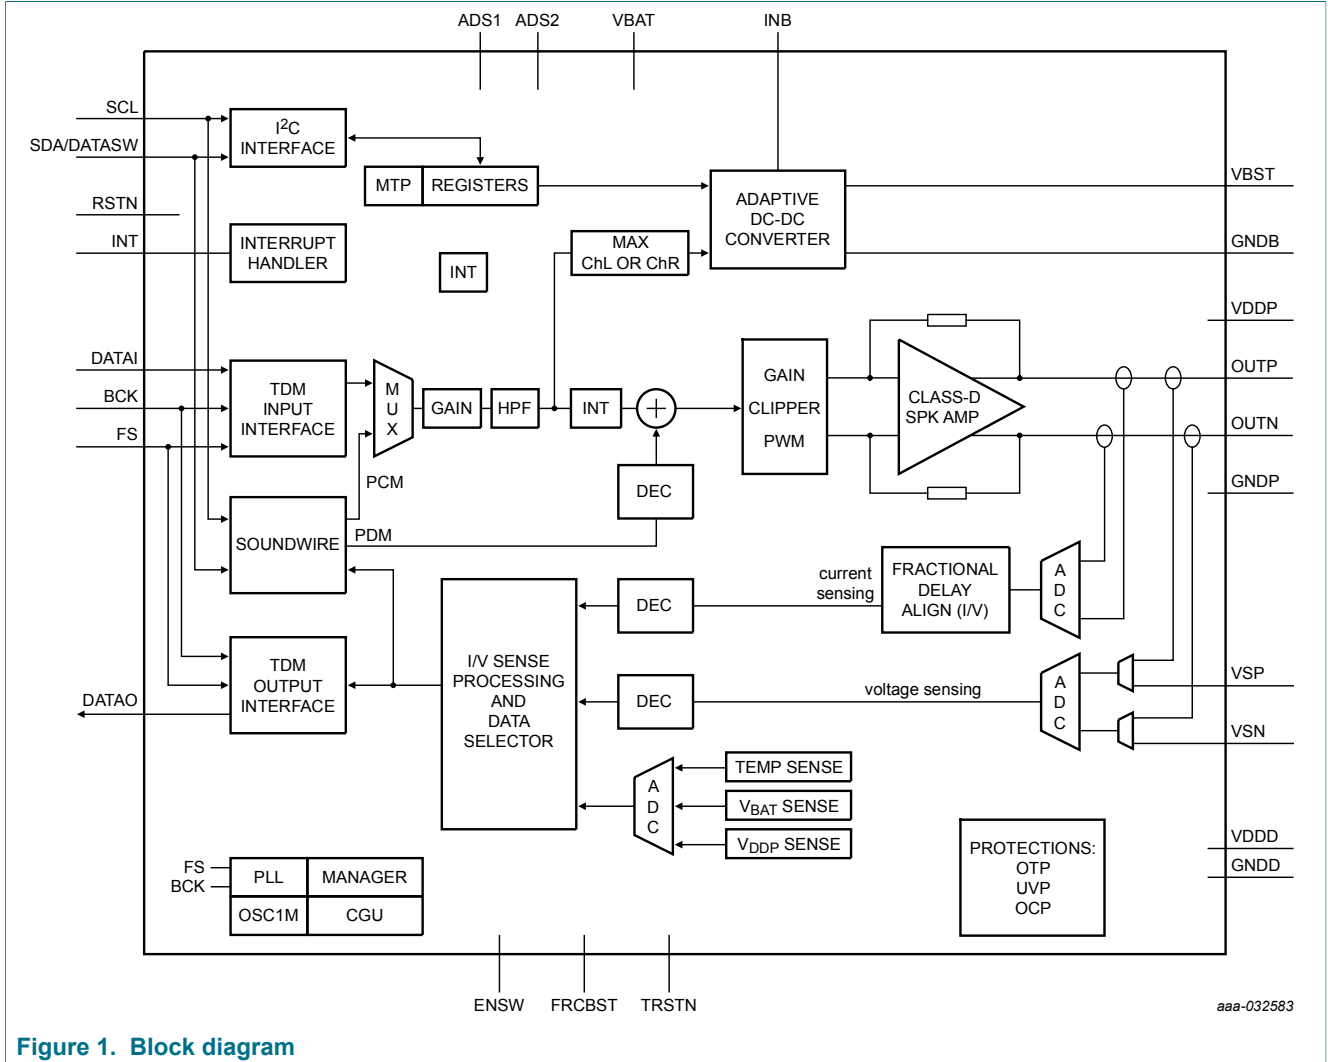 ADS1 ADS2 VBAT INB
SCL
SDA/DATASW
RSTN
INT
I2C
INTERFACE
MTP REGISTERS
INTERRUPT
HANDLER
INT
MAX
ChL OR ChR
ADAPTIVE
DC-DC
CONVERTER
VBST
GNDB
VDDP
OUTP
OUTN
GNDP
DATAI
BCK
FS
TDM
INPUT
INTERFACE
M
U
X
GAIN
HPF
INT
+
GAIN
CLIPPER
PWM
CLASS-D
SPK AMP
PCM
PDM
DEC
SOUNDWIRE
TDM
OUTPUT
INTERFACE
DATAO
I/V SENSE
PROCESSING
AND
DATA
SELECTOR
DEC
current
sensing
FRACTIONAL
DELAY
ALIGN (I/V)
A
D
C
DEC
voltage sensing
A
D
C
VSP
VSN
A
D
C
TEMP SENSE
VBAT SENSE
VDDP SENSE
PROTECTIONS:
OTP
UVP
OCP
VDDD
GNDD
FS
BCK
PLL MANAGER
OSC1M CGU
ENSW FRCBST TRSTN
aaa-032583
Figure 1. Block diagram